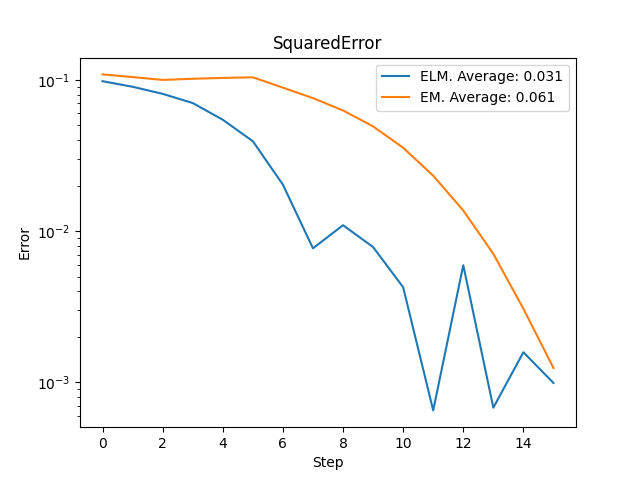 SquaredError
ELM. Average: 0.031
EM. Average: 0.061
Error
10⁻¹
10⁻²
10⁻³
0 2 4 6 8 10 12 14
Step